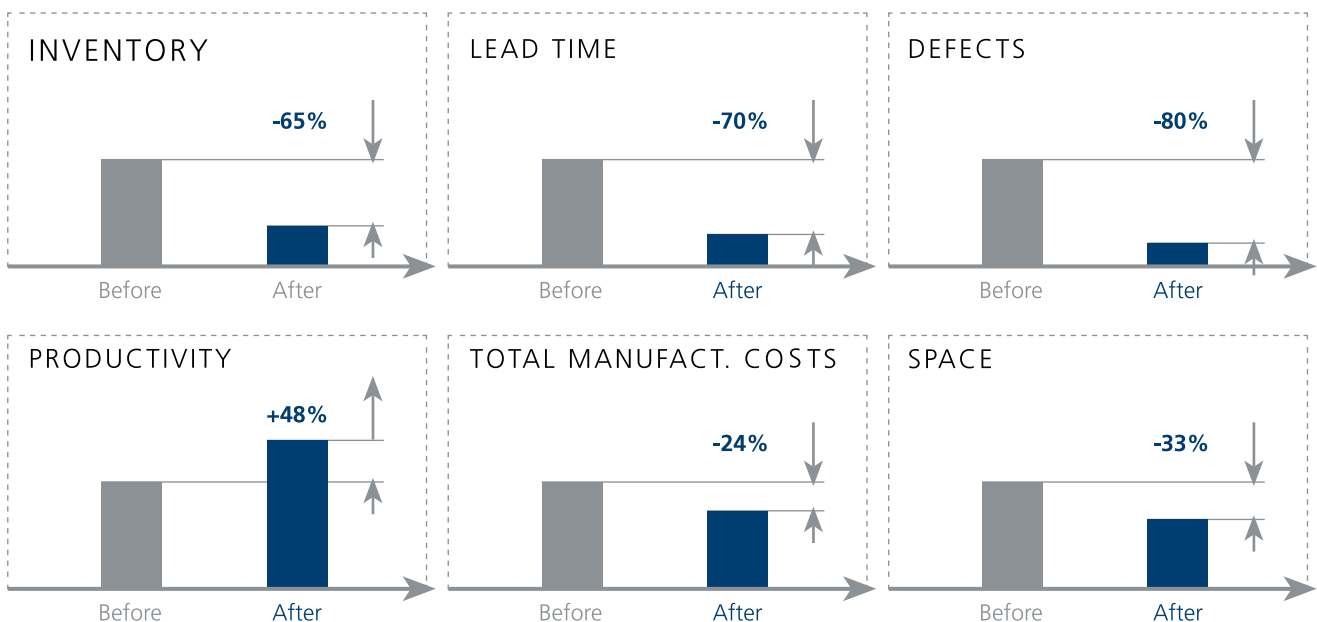 INVENTORY
-65%
Before
After
LEAD TIME
-70%
Before
After
DEFECTS
-80%
Before
After
PRODUCTIVITY
+48%
Before
After
TOTAL MANUFACT. COSTS
-24%
Before
After
SPACE
-33%
Before
After